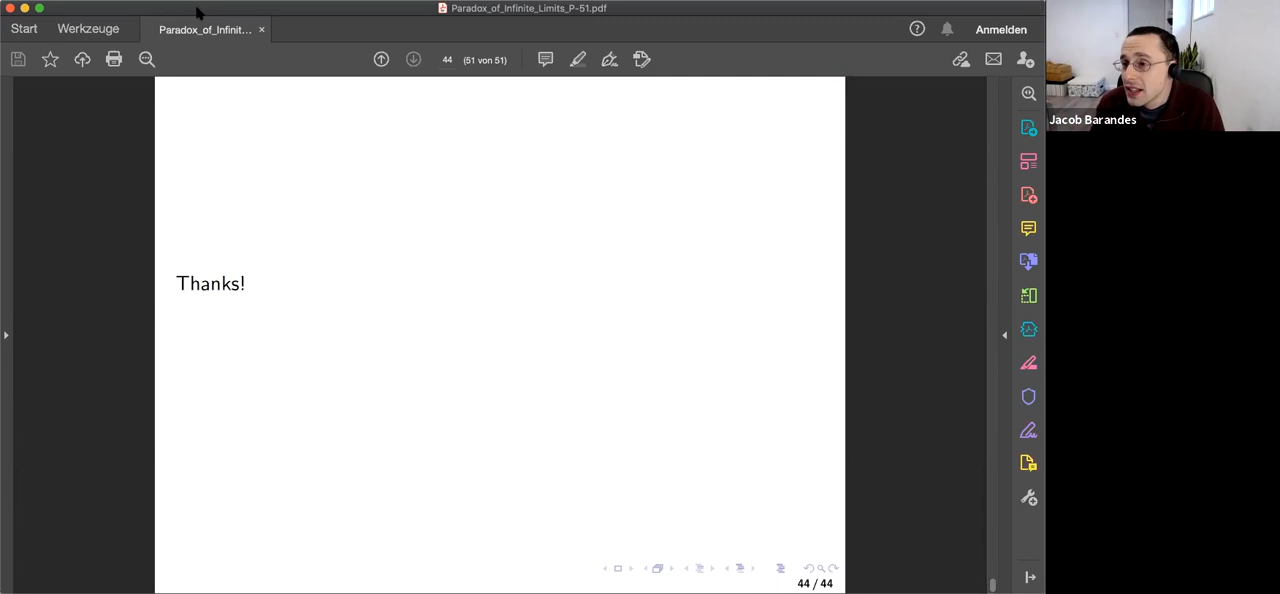 Paradox_of_Infinite_Limits_P-51.pdf
Start Werkzeuge Paradox_of_Infinit... × Anmelden
44 (51 von 51)
Jacob Barandes
Thanks!
44 / 44